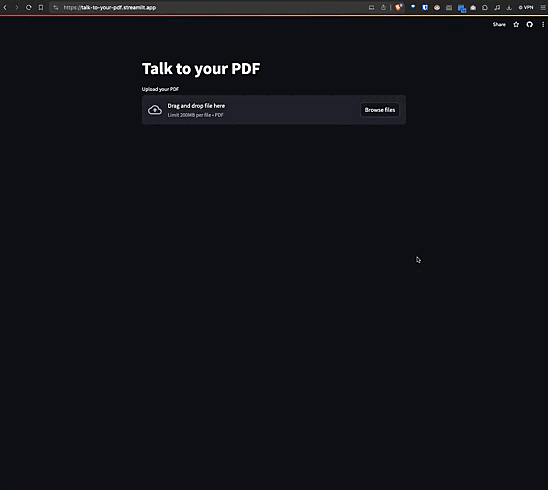 https://talk-to-your-pdf.streamlit.app
VPN
Share
Talk to your PDF
Upload your PDF
Drag and drop file here
Limit 200MB per file • PDF
Browse files